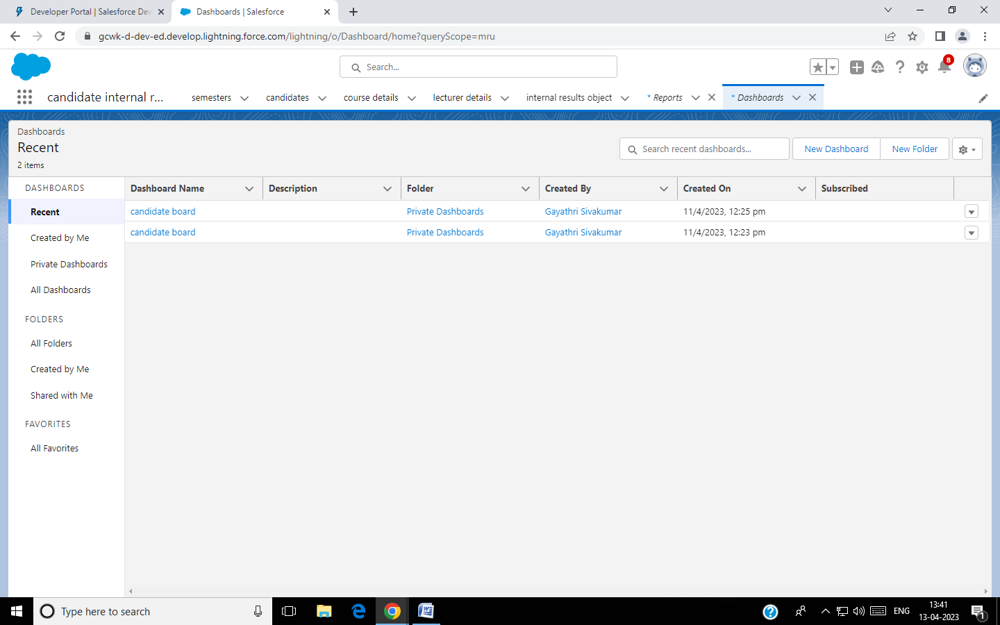 Developer Portal | Salesforce Dev
Dashboards | Salesforce
gcwk-d-dev-ed.develop.lightning.force.com/lightning/o/Dashboard/home?queryScope=mru
Search...
8
candidate internal r...
semesters
candidates
course details
lecturer details
internal results object
* Reports
* Dashboards
Dashboards
Recent
2 items
Search recent dashboards...
New Dashboard
New Folder
DASHBOARDS
Recent
Created by Me
Private Dashboards
All Dashboards
FOLDERS
All Folders
Created by Me
Shared with Me
FAVORITES
All Favorites
Dashboard Name Description Folder Created By Created On Subscribed
candidate board Private Dashboards Gayathri Sivakumar 11/4/2023, 12:25 pm
candidate board Private Dashboards Gayathri Sivakumar 11/4/2023, 12:23 pm
Type here to search
ENG
13:41
13-04-2023
1